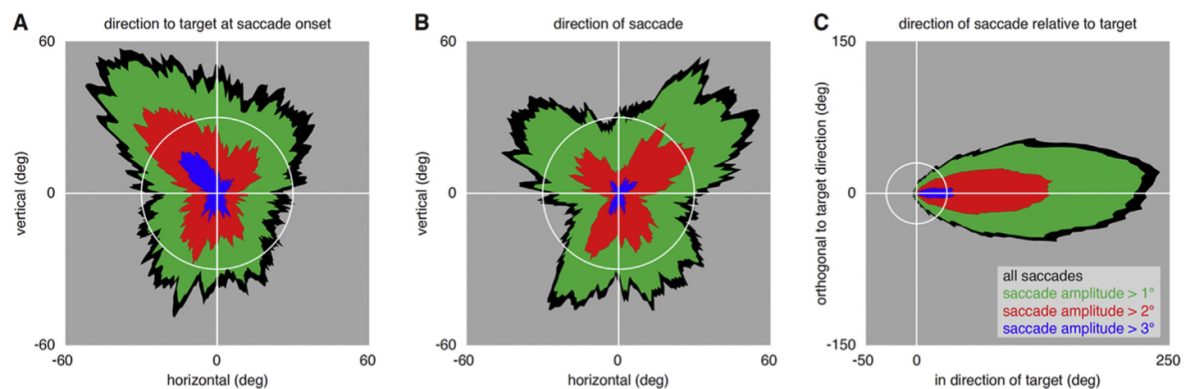 A direction to target at saccade onset
60
vertical (deg)
0
-60
-60 0 60
horizontal (deg)
B direction of saccade
60
vertical (deg)
0
-60
-60 0 60
horizontal (deg)
C direction of saccade relative to target
150
orthogonal to target direction (deg)
0
-150
all saccades
saccade amplitude > 1°
saccade amplitude > 2°
saccade amplitude > 3°
-50 0 250
in direction of target (deg)